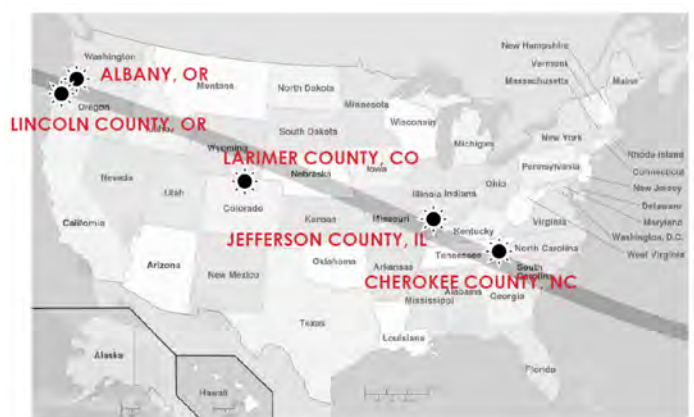 New Hampshire
Vermont
Massachusetts
Maine
Washington
Montana
North Dakota
Minnesota
ALBANY, OR
Oregon
LINCOLN COUNTY, OR
Wisconsin
Michigan
New York
South Dakota
Wyoming
LARIMER COUNTY, CO
Nebraska
Iowa
Rhode Island
Connecticut
New Jersey
Pennsylvania
Delaware
Maryland
Washington, D.C.
West Virginia
Nevada
Utah
Colorado
Kansas
Missouri
Illinois
Indiana
Ohio
Virginia
California
JEFFERSON COUNTY, IL
Kentucky
North Carolina
Tennessee
South
Carolina
Arizona
New Mexico
Oklahoma
Arkansas
CHEROKEE COUNTY, NC
Mississippi
Alabama
Georgia
Texas
Louisiana
Florida
Alaska
Hawaii